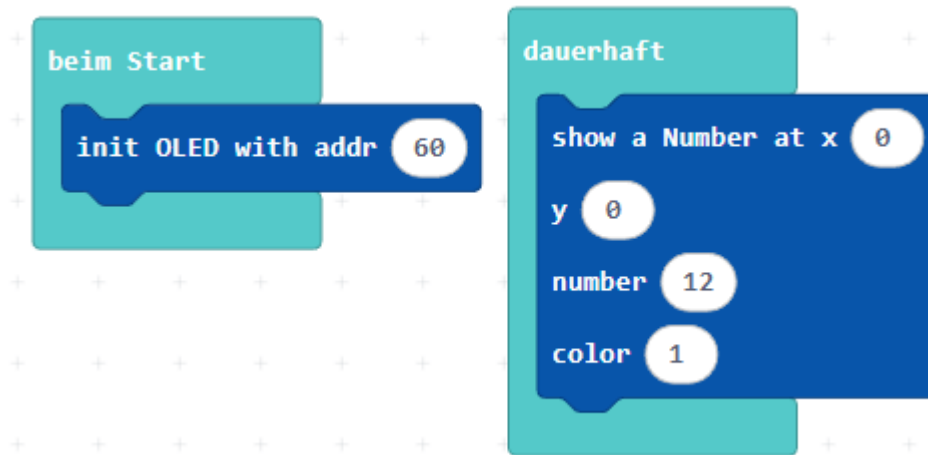 beim Start
init OLED with addr 60
dauerhaft
show a Number at x 0
y 0
number 12
color 1